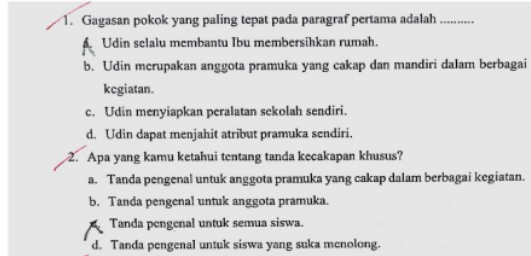 1. Gagasan pokok yang paling tepat pada paragraf pertama adalah ..........
a. Udin selalu membantu Ibu membersihkan rumah.
b. Udin merupakan anggota pramuka yang cakap dan mandiri dalam berbagai
kegiatan.
c. Udin menyiapkan peralatan sekolah sendiri.
d. Udin dapat menjahit atribut pramuka sendiri.
2. Apa yang kamu ketahui tentang tanda kecakapan khusus?
a. Tanda pengenal untuk anggota pramuka yang cakap dalam berbagai kegiatan.
b. Tanda pengenal untuk anggota pramuka.
c. Tanda pengenal untuk semua siswa.
d. Tanda pengenal untuk siswa yang suka menolong.